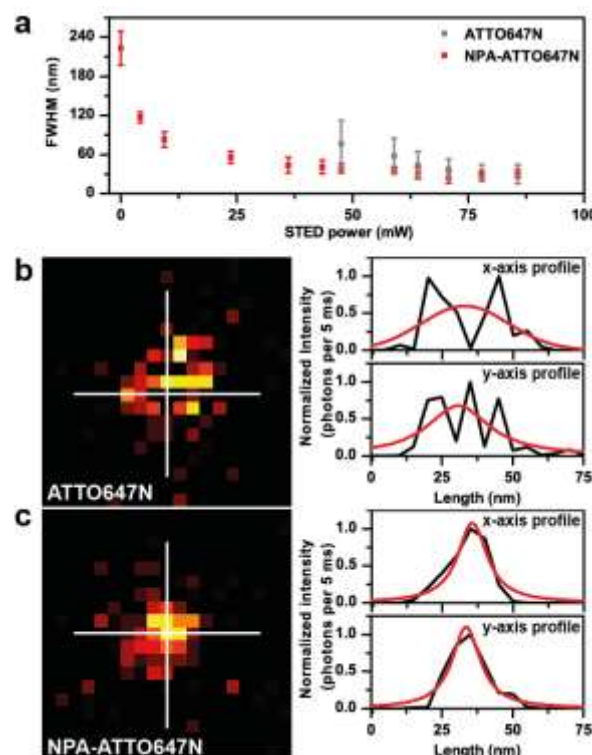 a
ATTO647N
NPA-ATTO647N
FWHM (nm)
240
180
120
60
0
0
25
50
75
100
STED power (mW)
b
ATTO647N
x-axis profile
1.0
0.5
0.0
y-axis profile
1.0
0.5
0.0
Normalized intensity
(photons per 5 ms)
0
25
50
75
Length (nm)
c
NPA-ATTO647N
x-axis profile
1.0
0.5
0.0
y-axis profile
1.0
0.5
0.0
Normalized intensity
(photons per 5 ms)
0
25
50
75
Length (nm)